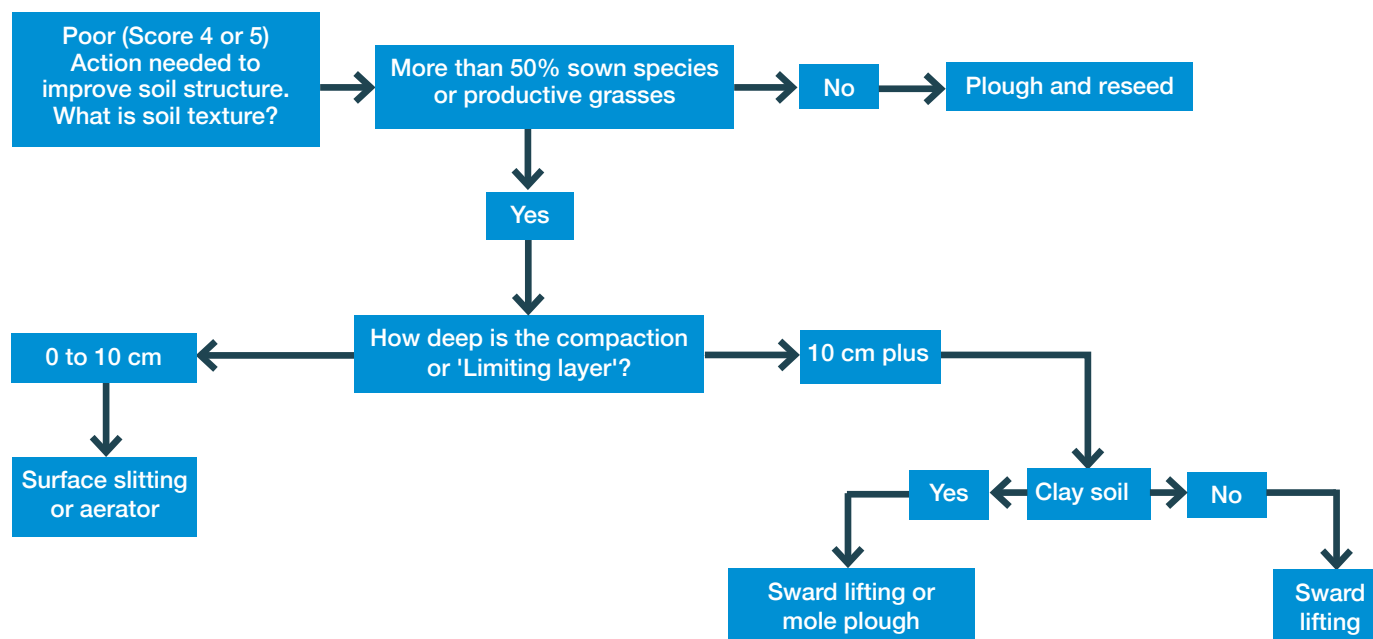 Poor (Score 4 or 5)
Action needed to
improve soil structure.
What is soil texture?
More than 50% sown species
or productive grasses
No
Plough and reseed
Yes
How deep is the compaction
or 'Limiting layer'?
0 to 10 cm
10 cm plus
Surface slitting
or aerator
Clay soil
Yes
No
Sward lifting or
mole plough
Sward
lifting